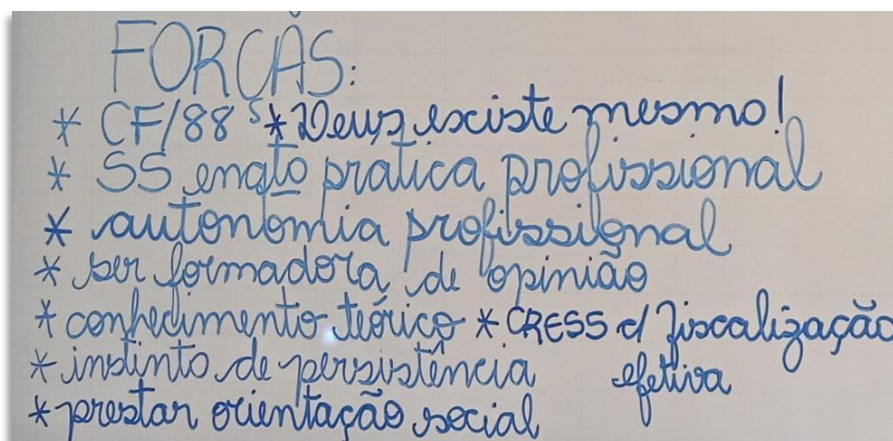 FORÇAS:
* CF/88 s * Deus existe mesmo!
* SS enqto pratica profissional
* autonomia profissional
* ser formadora de opinião
* conhecimento teórico * CRESS c/ fiscalização
* instinto de persistência efetiva
* prestar orientação social